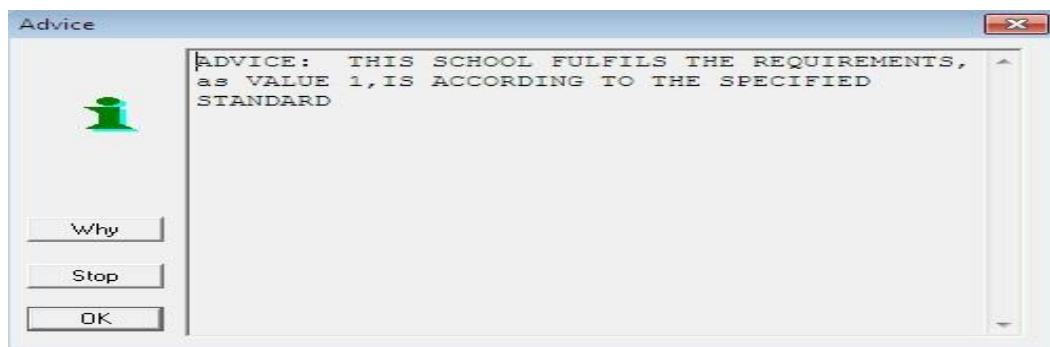 Advice
ADVICE: THIS SCHOOL FULFILS THE REQUIREMENTS,
as VALUE 1,IS ACCORDING TO THE SPECIFIED
STANDARD
Why
Stop
OK